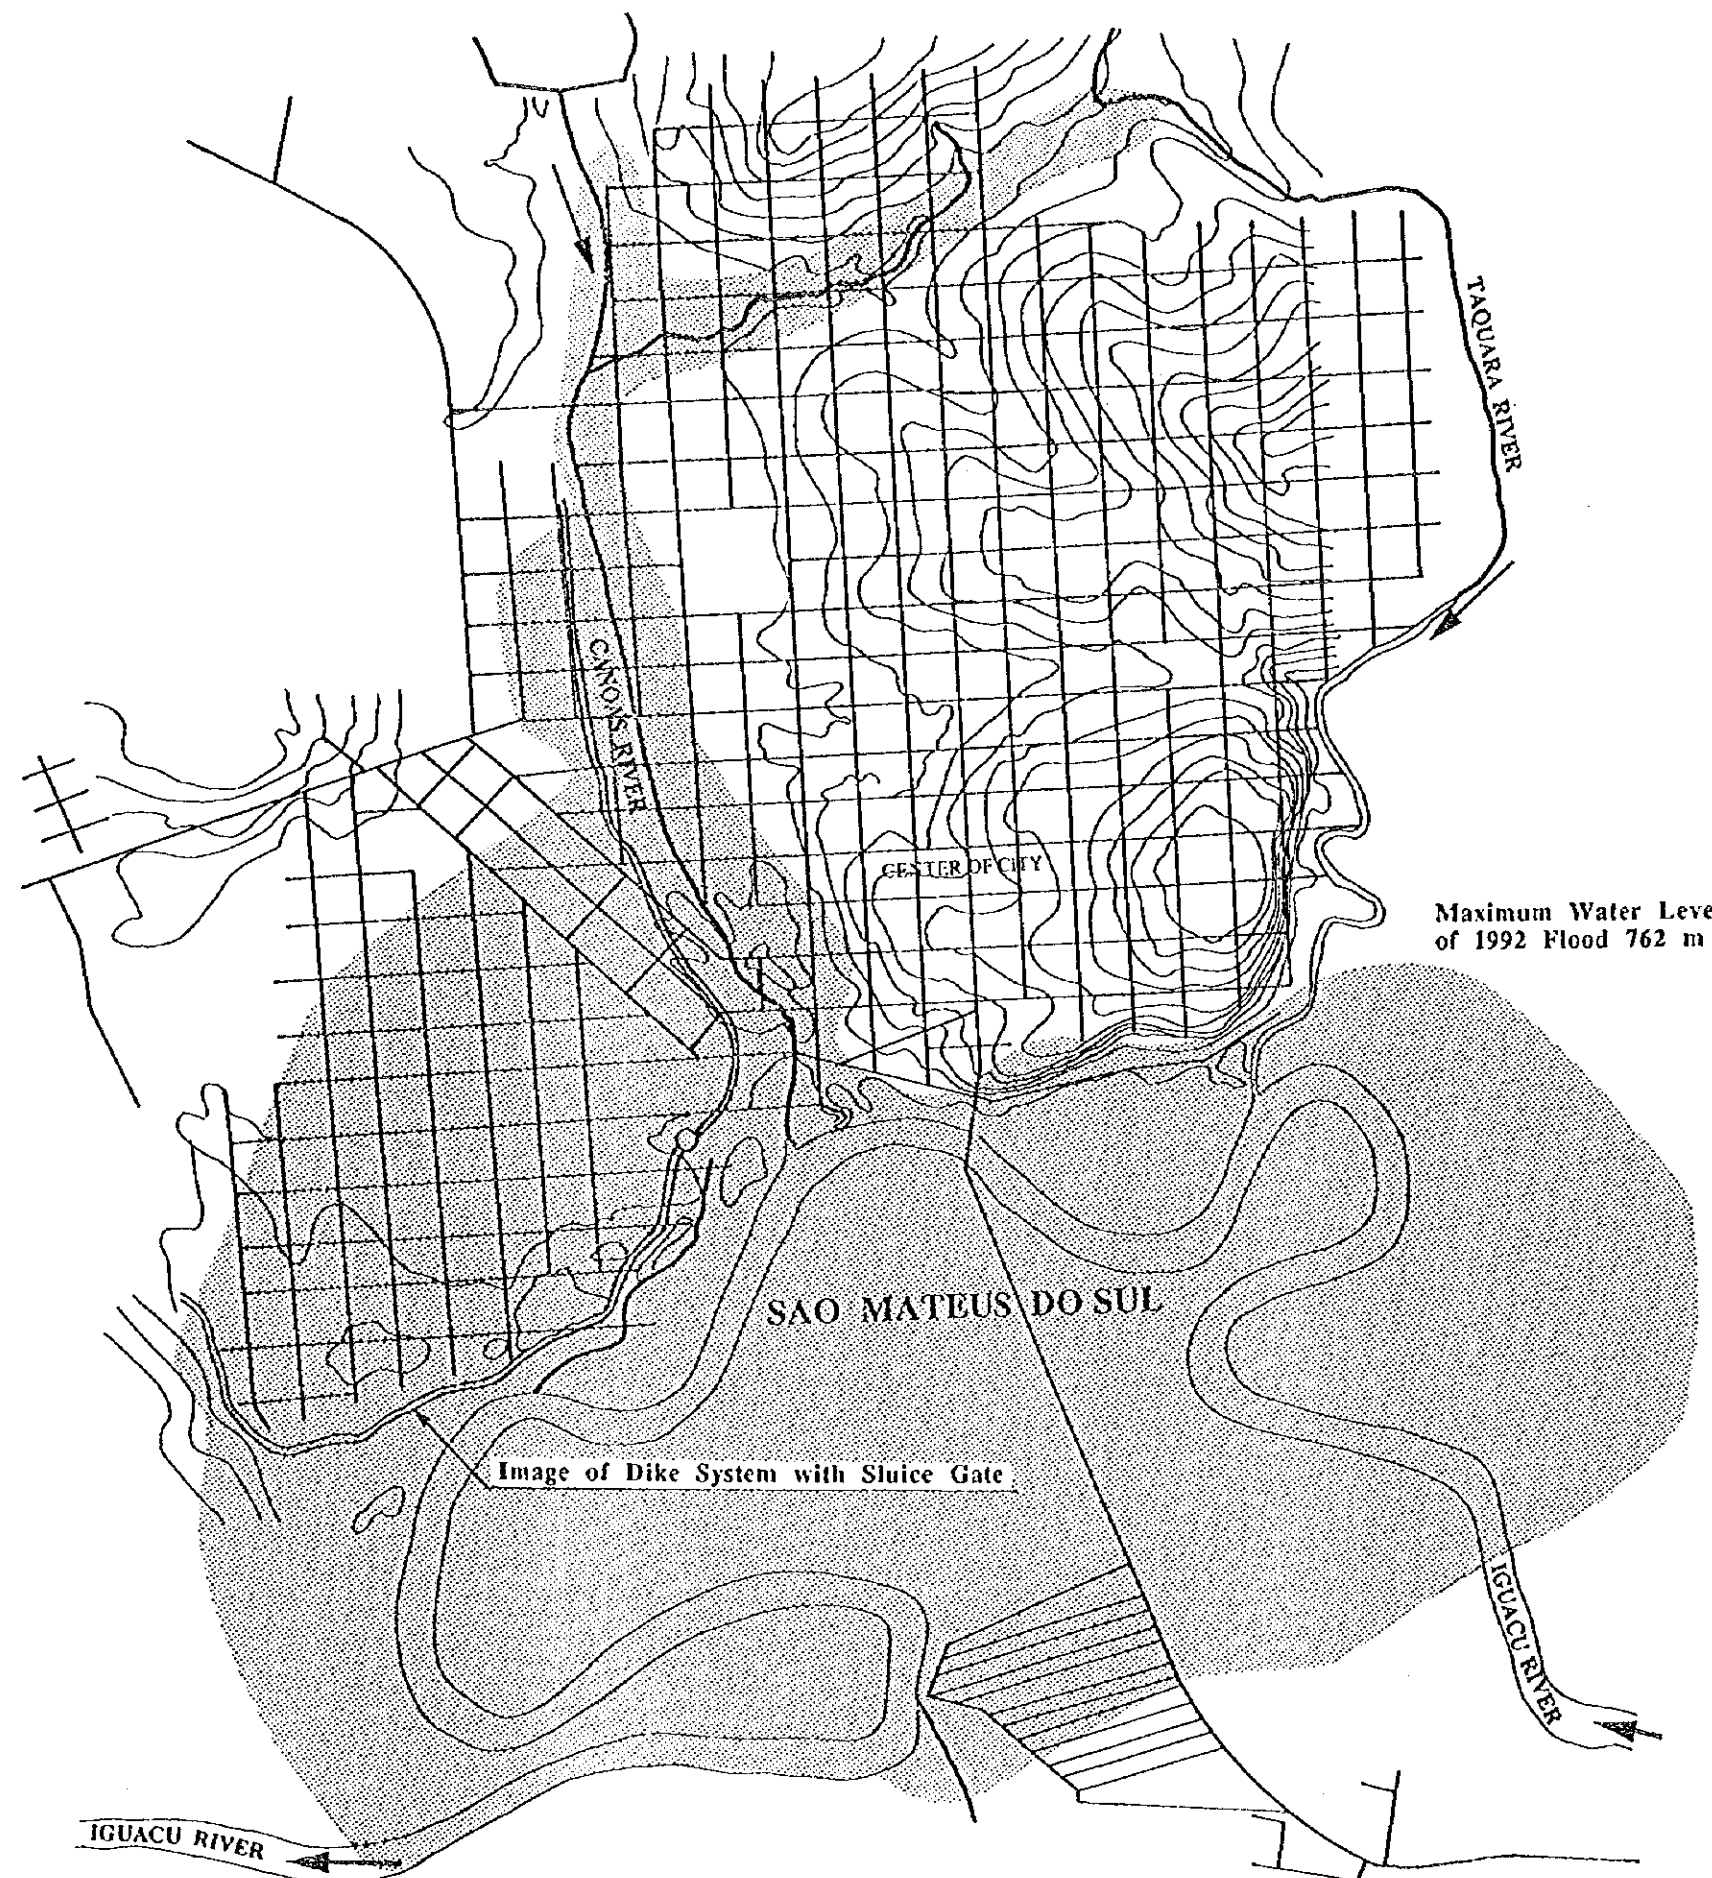 TAQUARA RIVER
CANOAS RIVER
CENTER OF CITY
Maximum Water Leve
of 1992 Flood 762 m
SAO MATEUS DO SUL
Image of Dike System with Sluice Gate
IGUACU RIVER
IGUACU RIVER